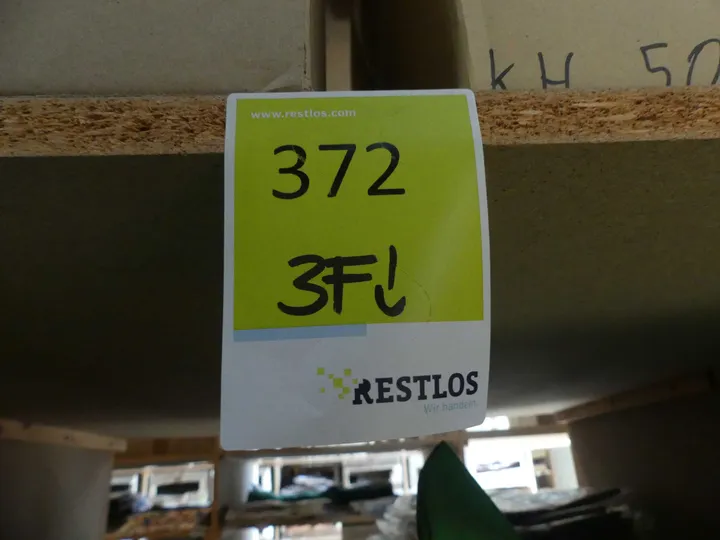 KH 50
www.restlos.com
372
3F↓
RESTLOS
Wir handeln.